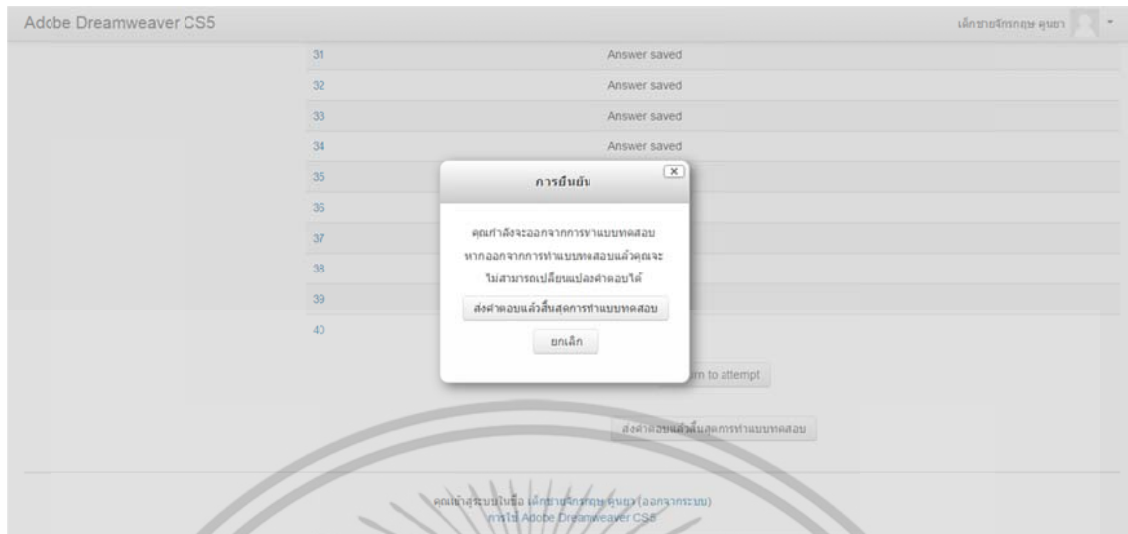 Adobe Dreamweaver CS5
เด็กชายจักรกฤษ คุนยา
31 Answer saved
32 Answer saved
33 Answer saved
34 Answer saved
35
36
37
38
39
40
การยืนยัน
คุณกำลังจะออกจากการทำแบบทดสอบ
หากออกจากการทำแบบทดสอบแล้วคุณจะ
ไม่สามารถเปลี่ยนแปลงคำตอบได้
ส่งคำตอบแล้วสิ้นสุดการทำแบบทดสอบ
ยกเลิก
to attempt
ส่งคำตอบแล้วสิ้นสุดการทำแบบทดสอบ
คุณเข้าสู่ระบบในชื่อ เด็กชายจักรกฤษ คุนยา (ออกจากระบบ)
การใช้ Adobe Dreamweaver CS5